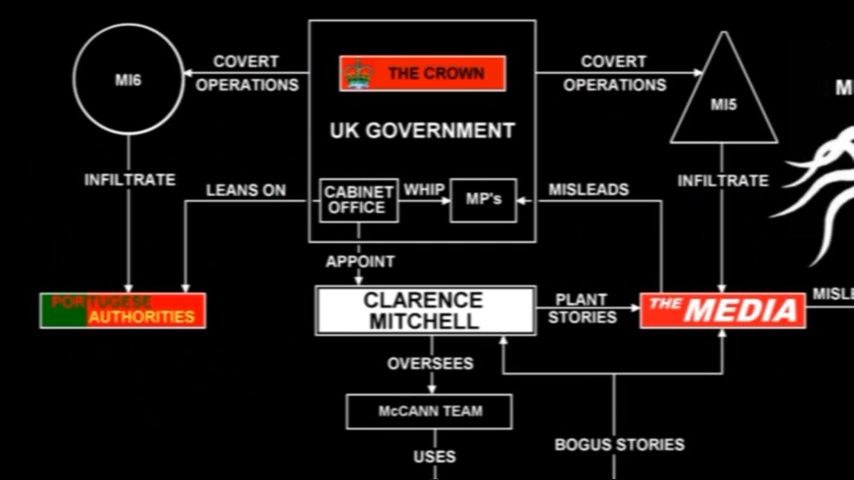 COVERT
OPERATIONS
THE CROWN
COVERT
OPERATIONS
MI6
UK GOVERNMENT
MI5
M
INFILTRATE
LEANS ON
CABINET
OFFICE
WHIP
MP's
MISLEADS
INFILTRATE
APPOINT
PORTUGESE
AUTHORITIES
CLARENCE
MITCHELL
PLANT
STORIES
THE MEDIA
MISLE
OVERSEES
McCANN TEAM
BOGUS STORIES
USES